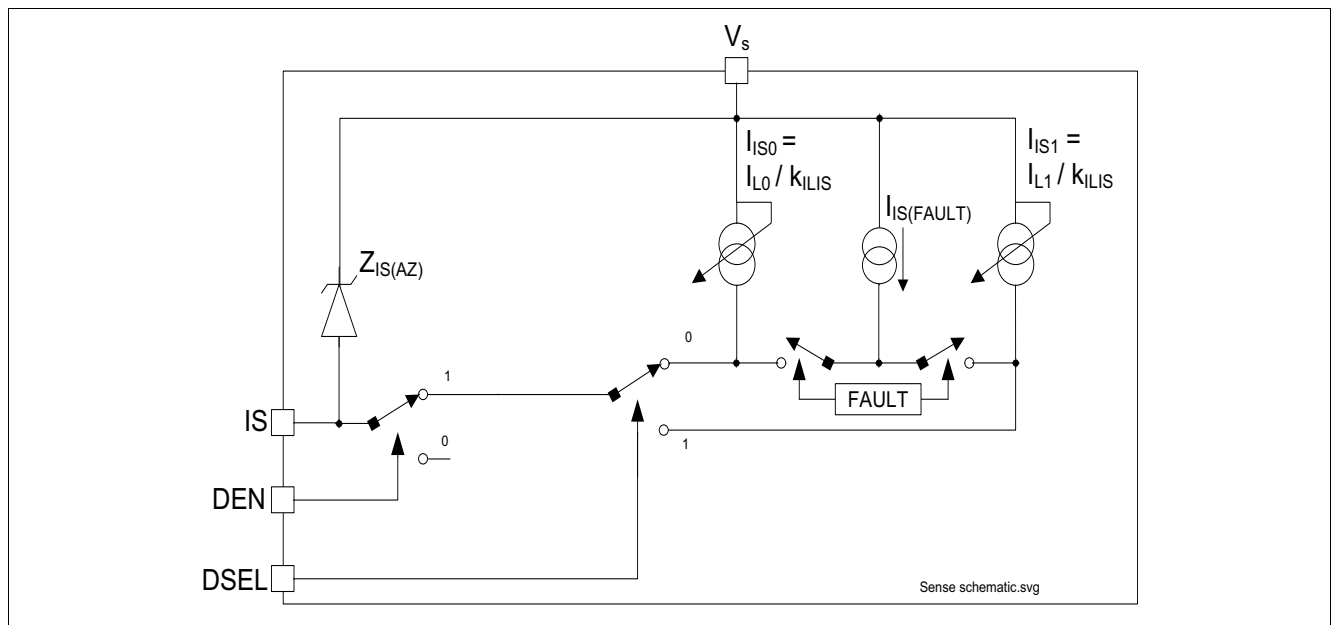 Vs
IIS0 =
IL0 / kILIS
IIS(FAULT)
IIS1 =
IL1 / kILIS
ZIS(AZ)
0
1
FAULT
IS
0
1
DEN
DSEL
Sense schematic.svg